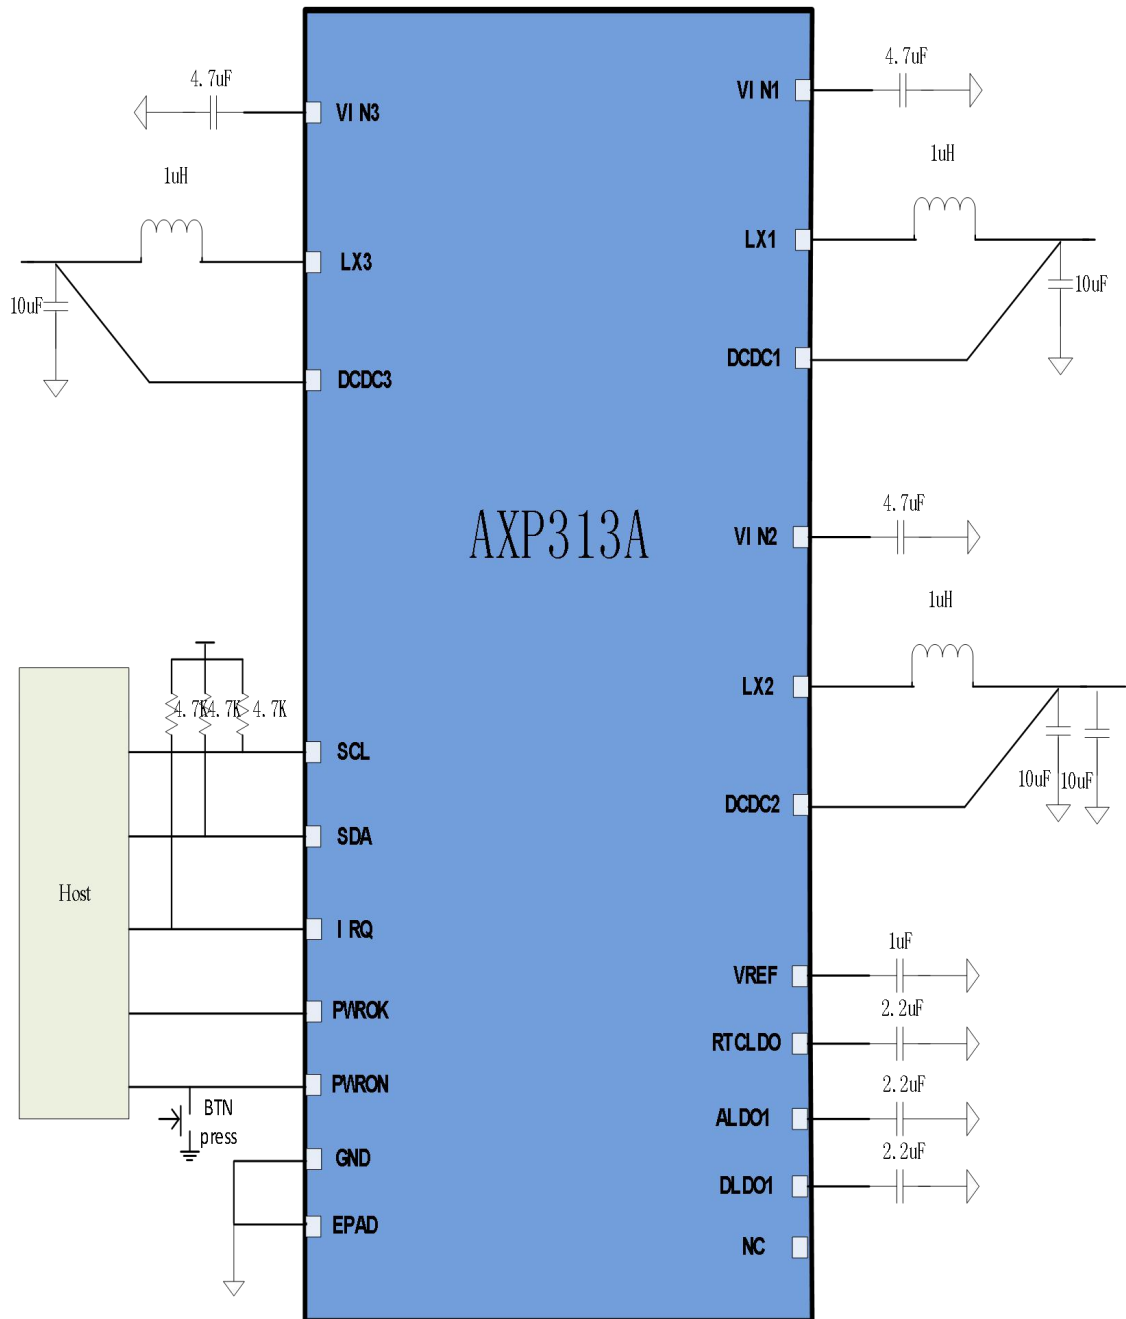 4.7uF
VIN3
1uH
LX3
10uF
DCDC3
4.7uF
VIN1
1uH
LX1
10uF
DCDC1
AXP313A
4.7uF
VIN2
1uH
LX2
10uF 10uF
DCDC2
4.7K 4.7K 4.7K
Host
SCL
SDA
IRQ
PWROK
PWRON
BTN
press
GND
EPAD
1uF
VREF
2.2uF
RTCLDO
2.2uF
ALDO1
2.2uF
DLDO1
NC